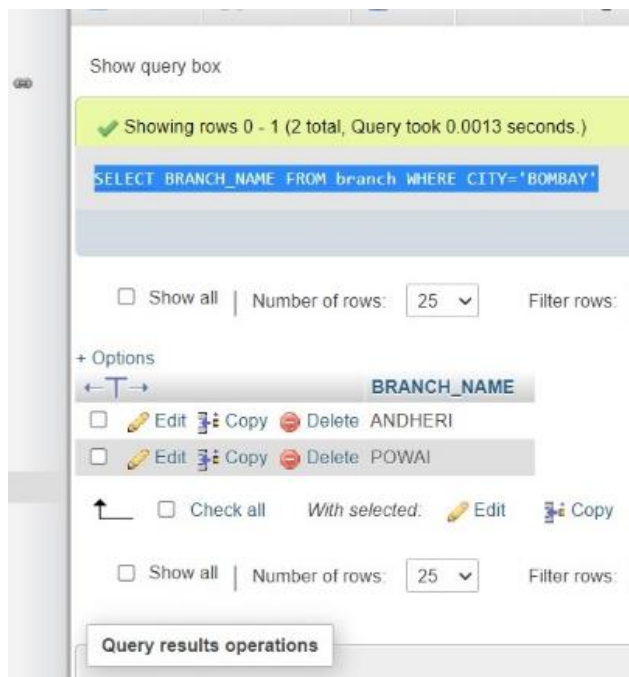 Show query box
Showing rows 0 - 1 (2 total, Query took 0.0013 seconds.)
SELECT BRANCH_NAME FROM branch WHERE CITY='BOMBAY'
Show all | Number of rows: 25 Filter rows:
+ Options
←T→ BRANCH_NAME
Edit Copy Delete ANDHERI
Edit Copy Delete POWAI
Check all With selected: Edit Copy
Show all | Number of rows: 25 Filter rows:
Query results operations